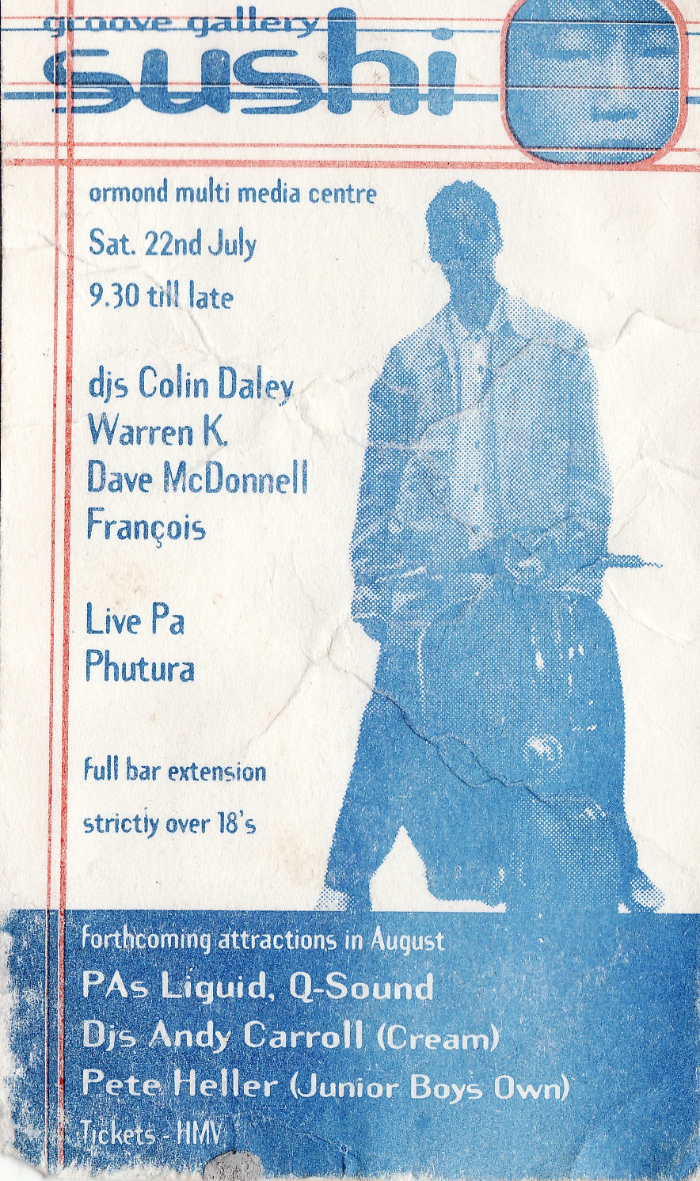 groove gallery
sushi
ormond multi media centre
Sat. 22nd July
9.30 till late
djs Colin Daley
Warren K.
Dave McDonnell
François
Live Pa
Phutura
Full bar extension
strictly over 18's
Forthcoming attractions in August
PAs Liquid, Q-Sound
Djs Andy Carroll (Cream)
Pete Heller (Junior Boys Own)
Tickets - HMV